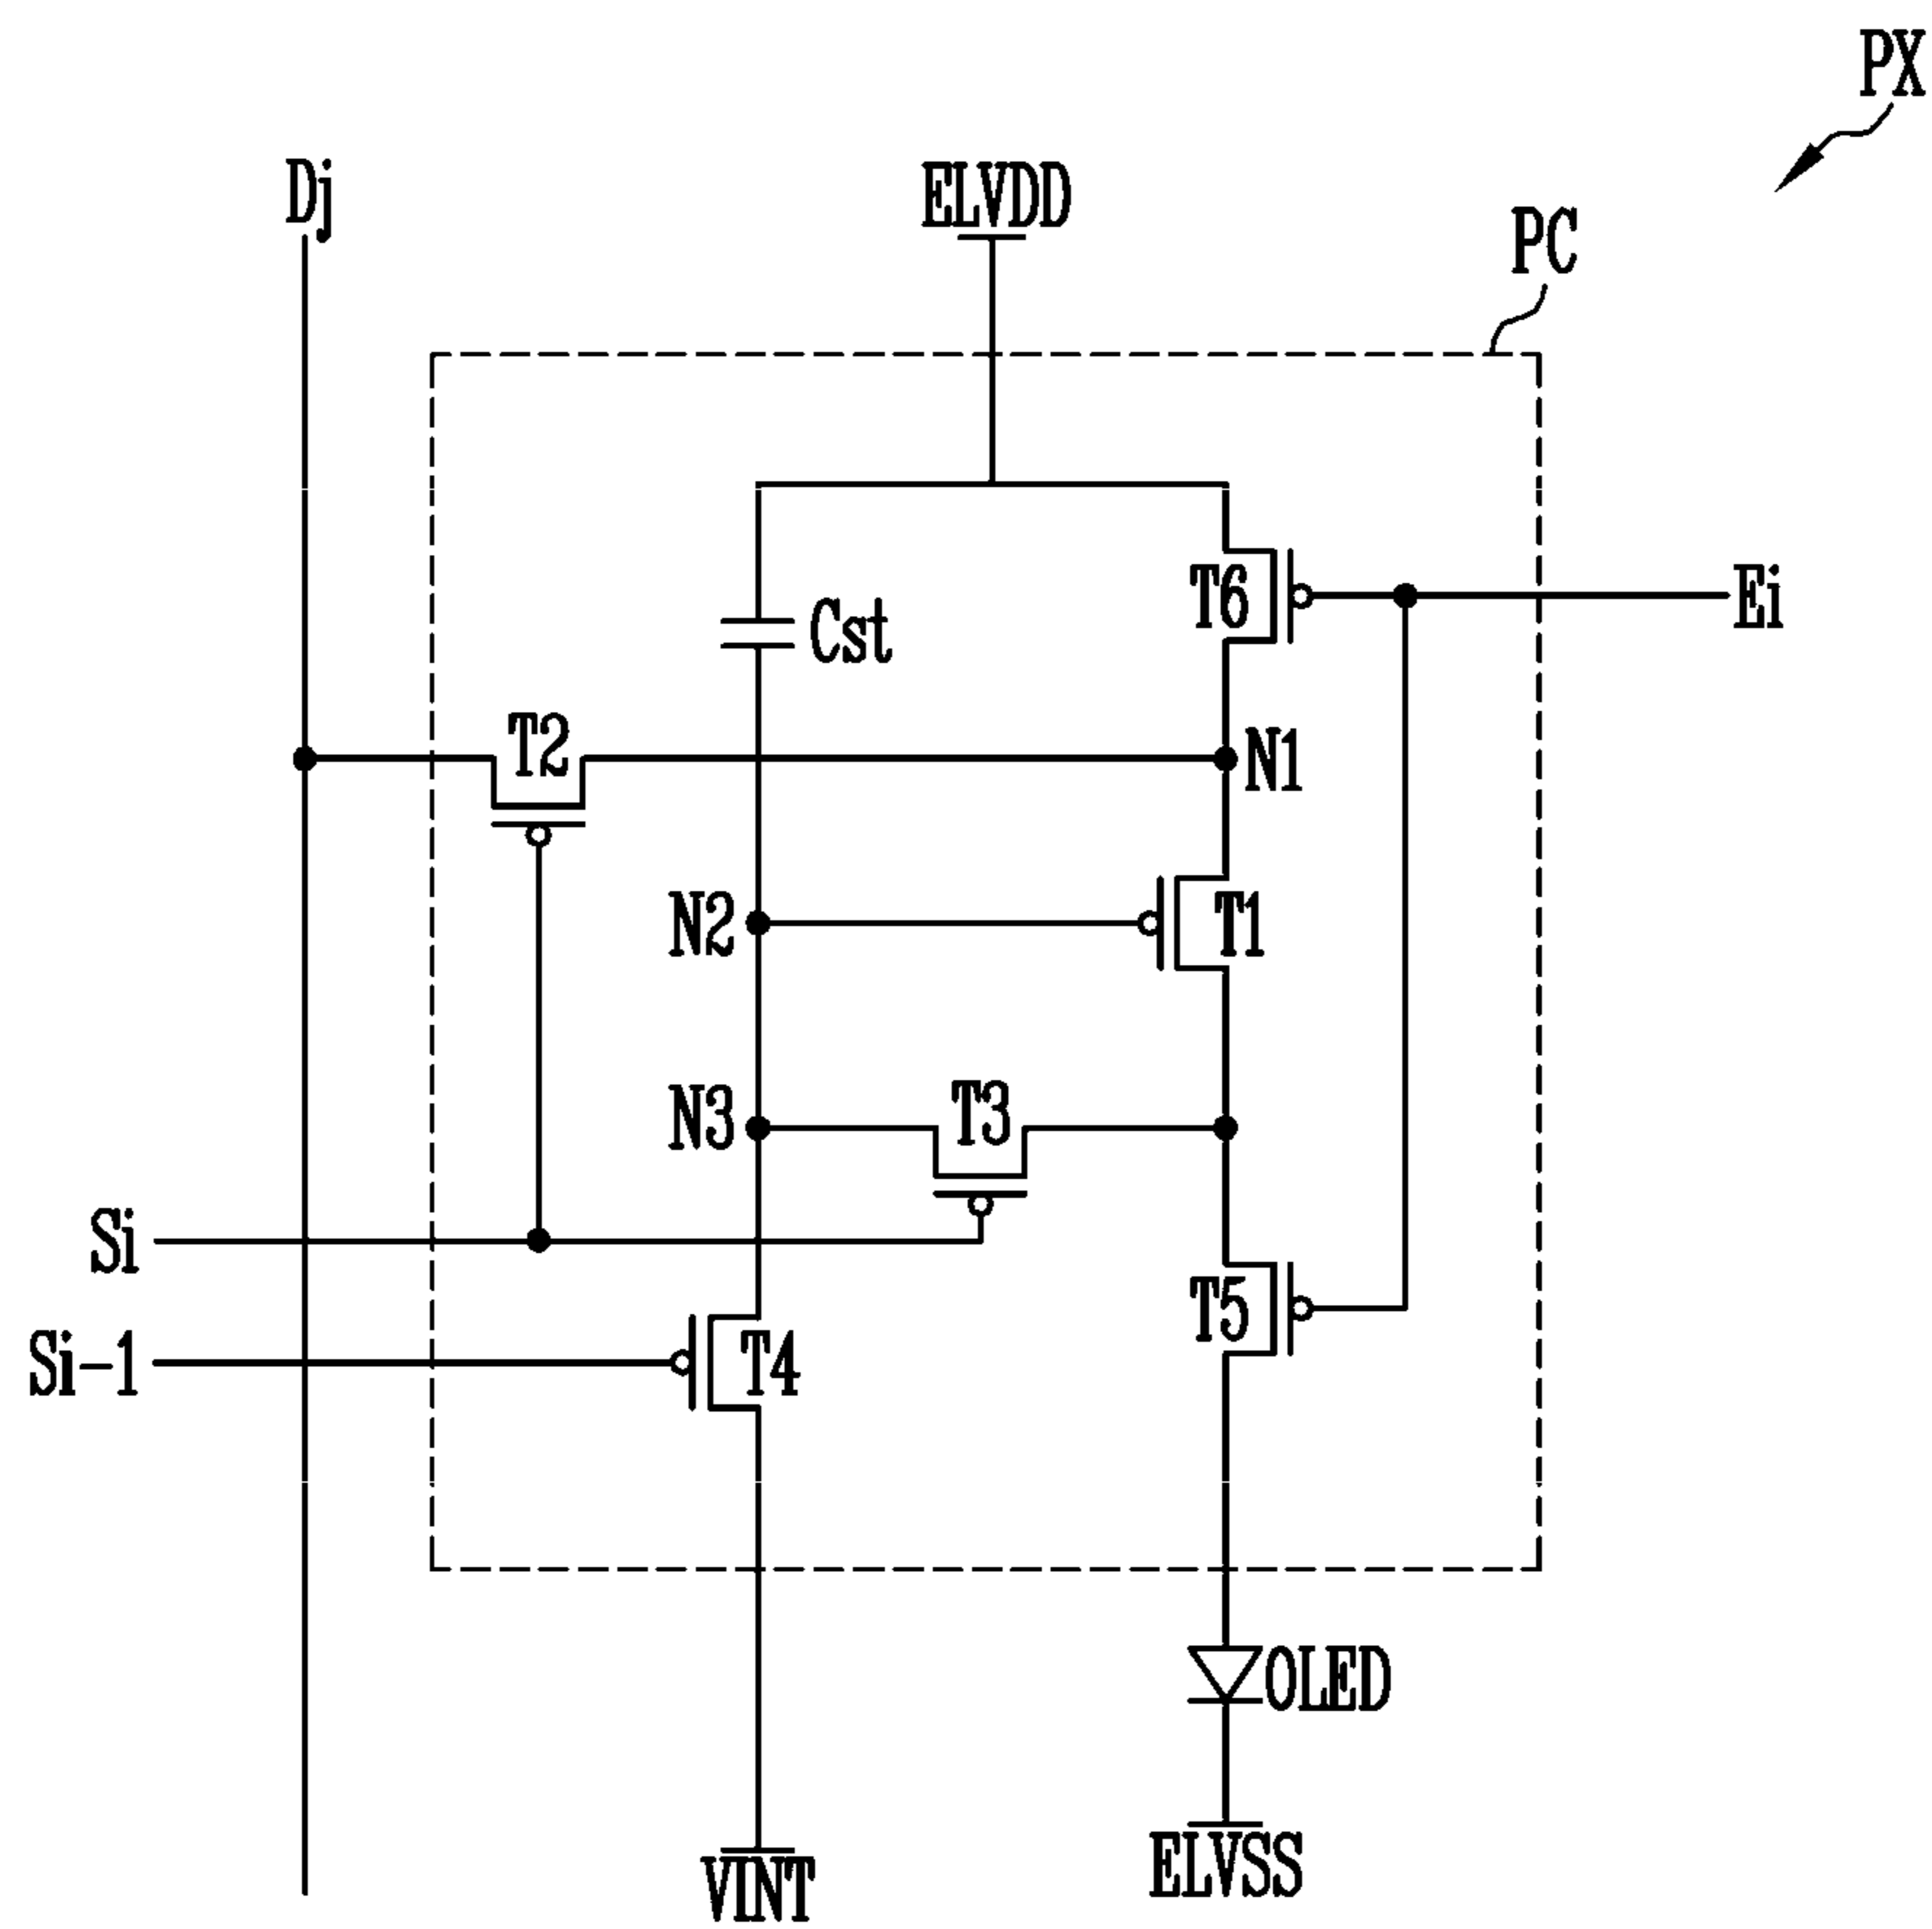 PX
Dj
ELVDD
PC
T6
Ei
Cst
T2
N1
N2
T1
N3
T3
Si
T5
Si-1
T4
OLED
ELVSS
VINT